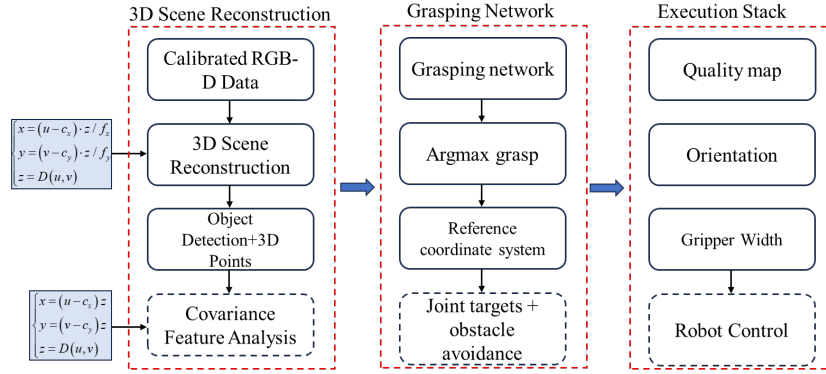 3D Scene Reconstruction
Calibrated RGB-
D Data
3D Scene
Reconstruction
Object
Detection+3D
Points
Covariance
Feature Analysis
x = (u − c_x) · z / f_x
y = (v − c_y) · z / f_y
z = D(u, v)
x = (u − c_x) z
y = (v − c_y) z
z = D(u, v)
Grasping Network
Grasping network
Argmax grasp
Reference
coordinate system
Joint targets +
obstacle
avoidance
Execution Stack
Quality map
Orientation
Gripper Width
Robot Control